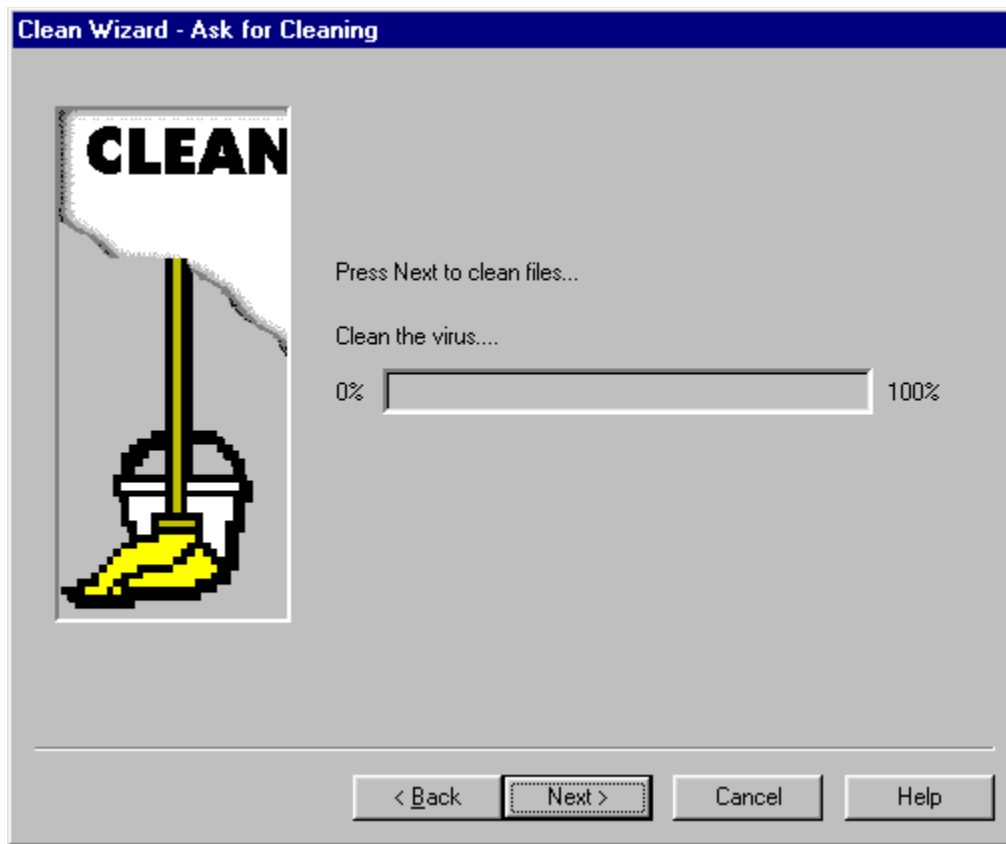 Clean Wizard - Ask for Cleaning
CLEAN
Press Next to clean files...
Clean the virus....
0% 100%
< Back Next > Cancel Help